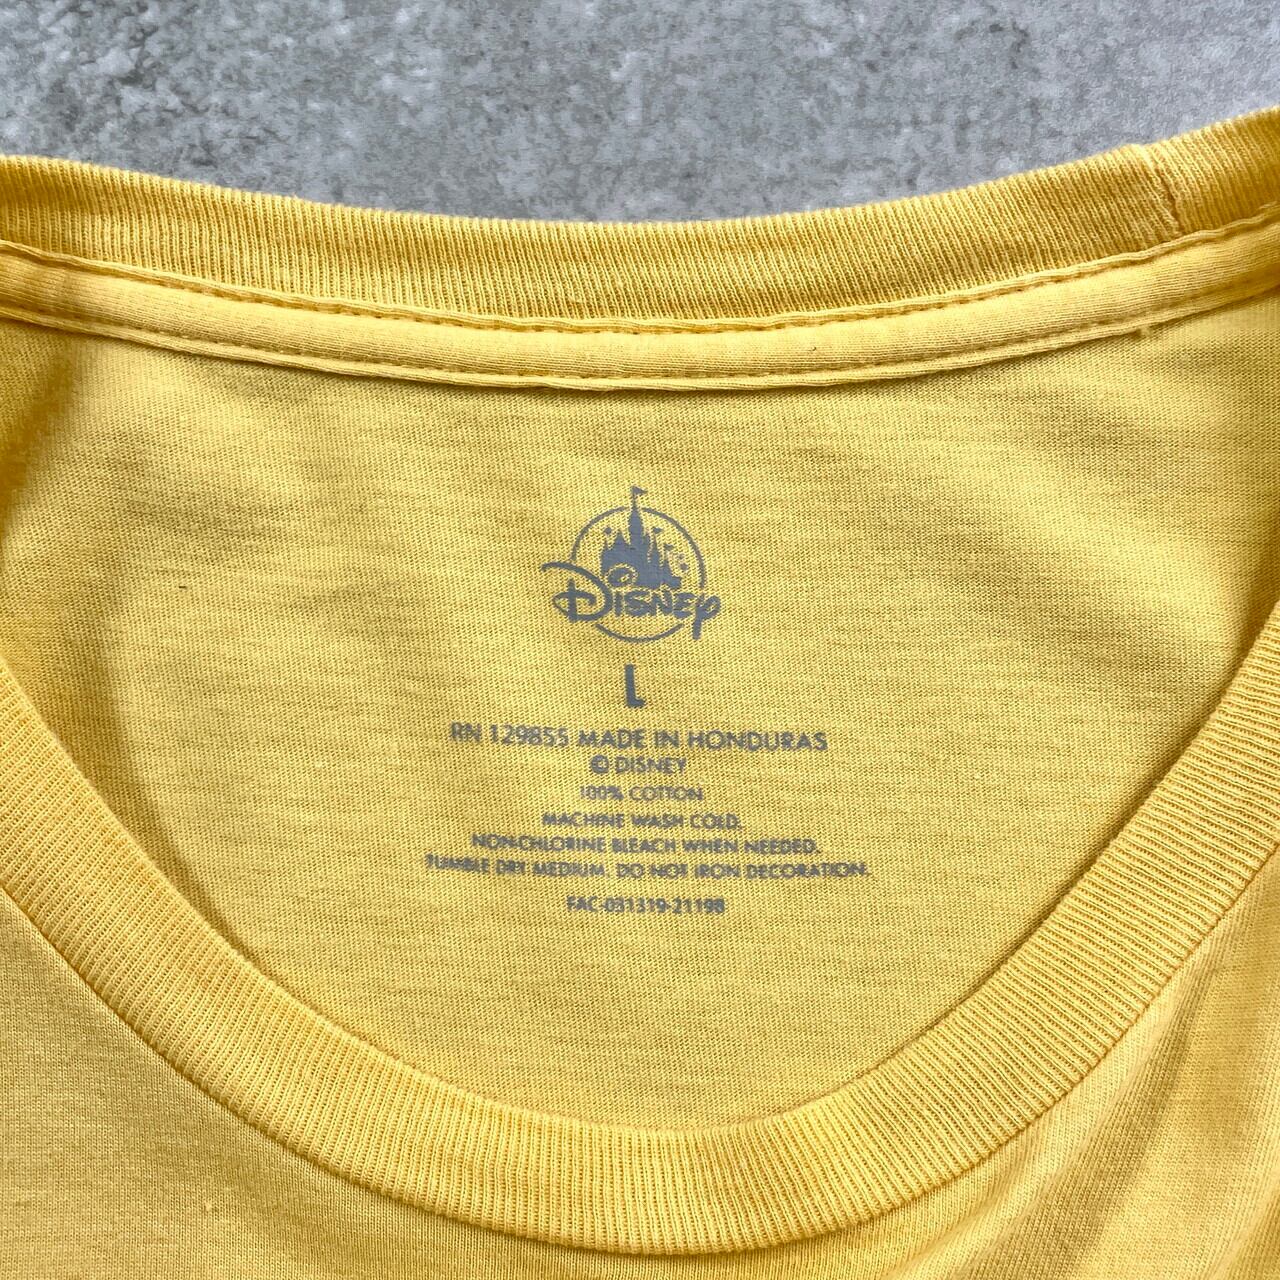 Disney
L
RN 129855 MADE IN HONDURAS
© DISNEY
100% COTTON
MACHINE WASH COLD.
NON-CHLORINE BLEACH WHEN NEEDED.
TUMBLE DRY MEDIUM. DO NOT IRON DECORATION.
FAC-031319-21198